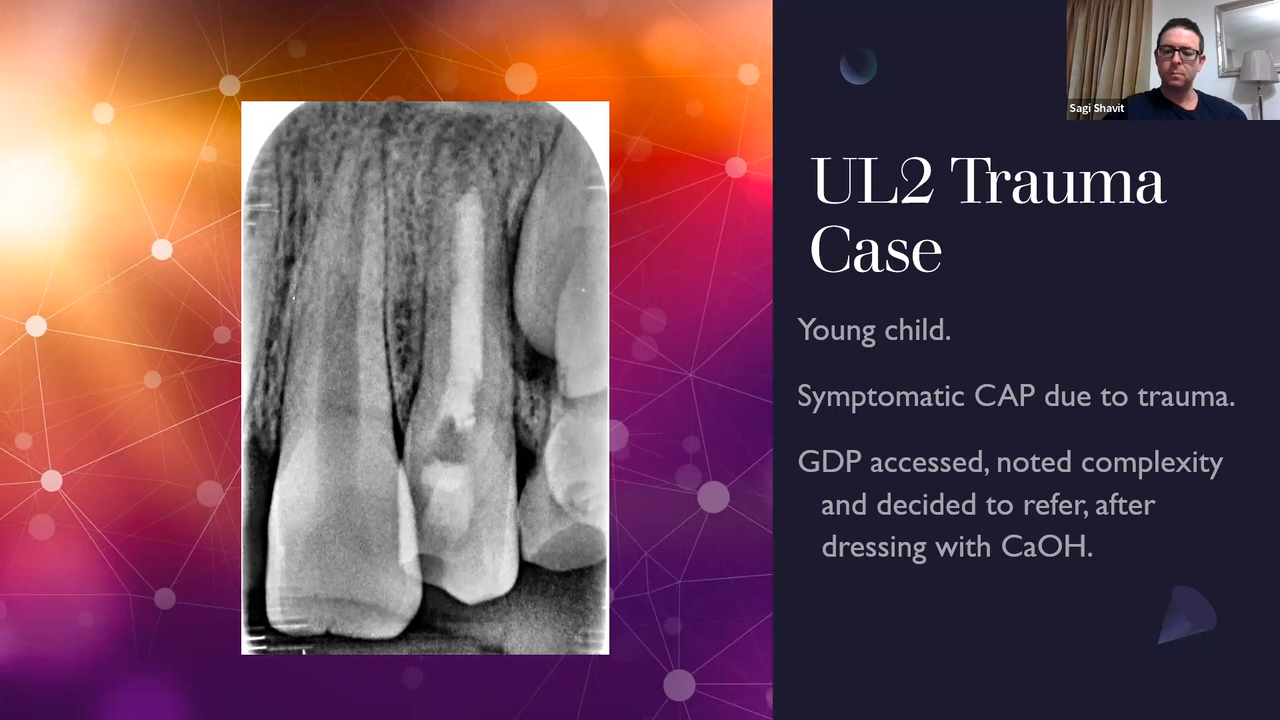 Sagi Shavit
UL2 Trauma
Case
Young child.
Symptomatic CAP due to trauma.
GDP accessed, noted complexity
and decided to refer, after
dressing with CaOH.